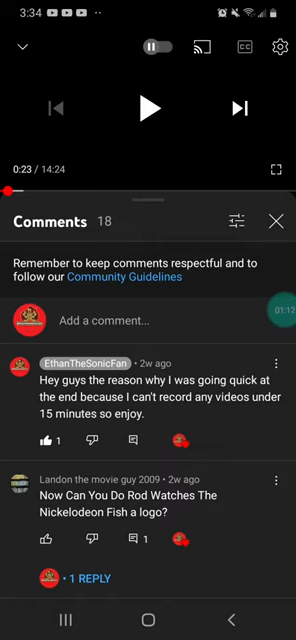 3:34
0:23 / 14:24
Comments 18
Remember to keep comments respectful and to
follow our Community Guidelines
Add a comment...
01:12
EthanTheSonicFan • 2w ago
Hey guys the reason why I was going quick at
the end because I can't record any videos under
15 minutes so enjoy.
1
Landon the movie guy 2009 • 2w ago
Now Can You Do Rod Watches The
Nickelodeon Fish a logo?
1
• 1 REPLY